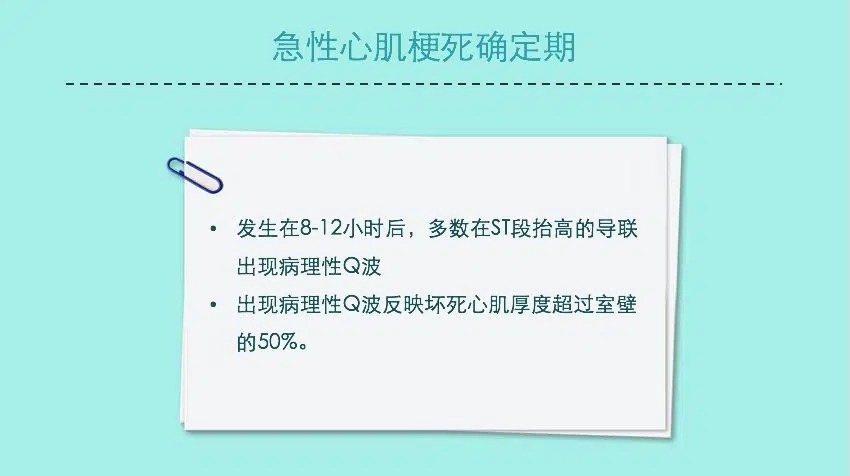 急性心肌梗死确定期
• 发生在8-12小时后，多数在ST段抬高的导联
出现病理性Q波
• 出现病理性Q波反映坏死心肌厚度超过室壁
的50%。